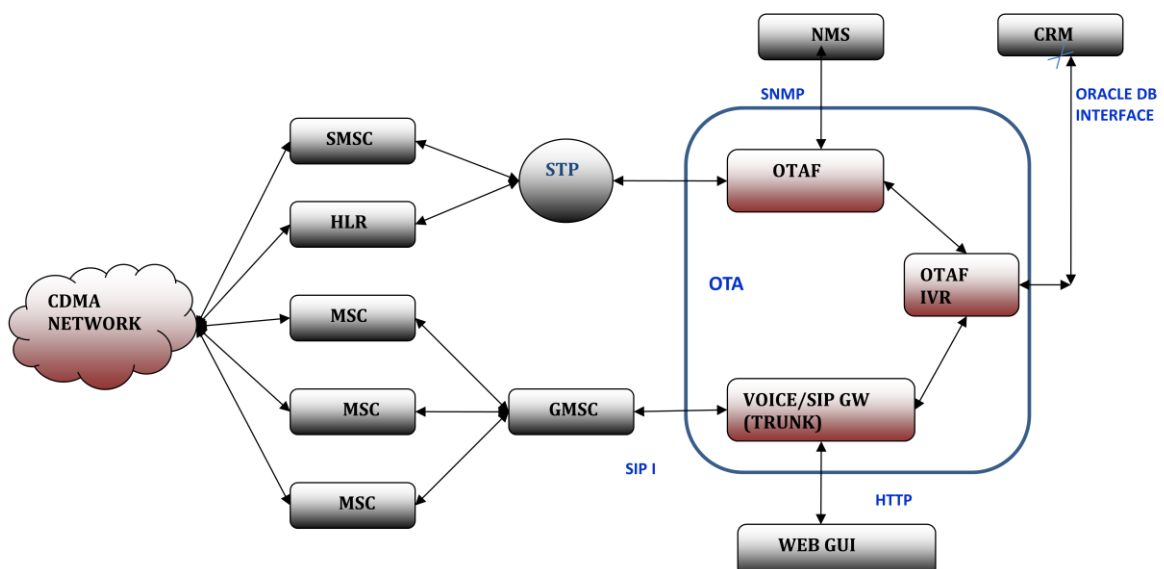 NMS
CRM
SNMP
ORACLE DB
INTERFACE
SMSC
STP
OTAF
HLR
OTA
OTAF
IVR
CDMA
NETWORK
MSC
MSC
GMSC
VOICE/SIP GW
(TRUNK)
SIP I
MSC
HTTP
WEB GUI